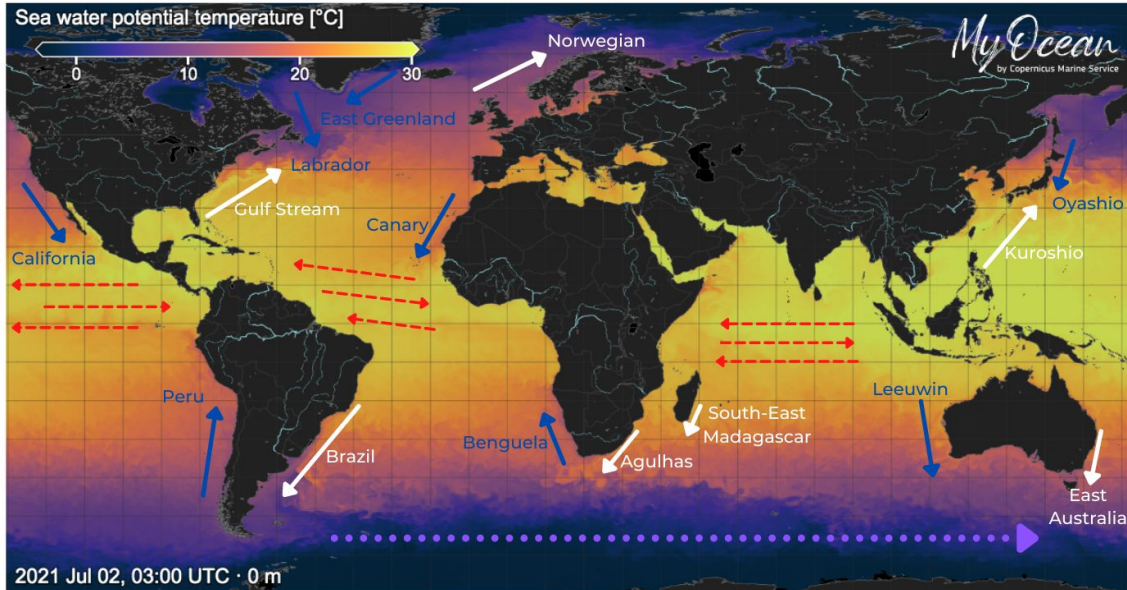 Sea water potential temperature [°C]
0 10 20 30
Norwegian
My Ocean
by Copernicus Marine Service
East Greenland
Labrador
Gulf Stream
Canary
Oyashio
California
Kuroshio
Peru
Leeuwin
South-East
Madagascar
Benguela
Brazil
Agulhas
East
Australia
2021 Jul 02, 03:00 UTC · 0 m